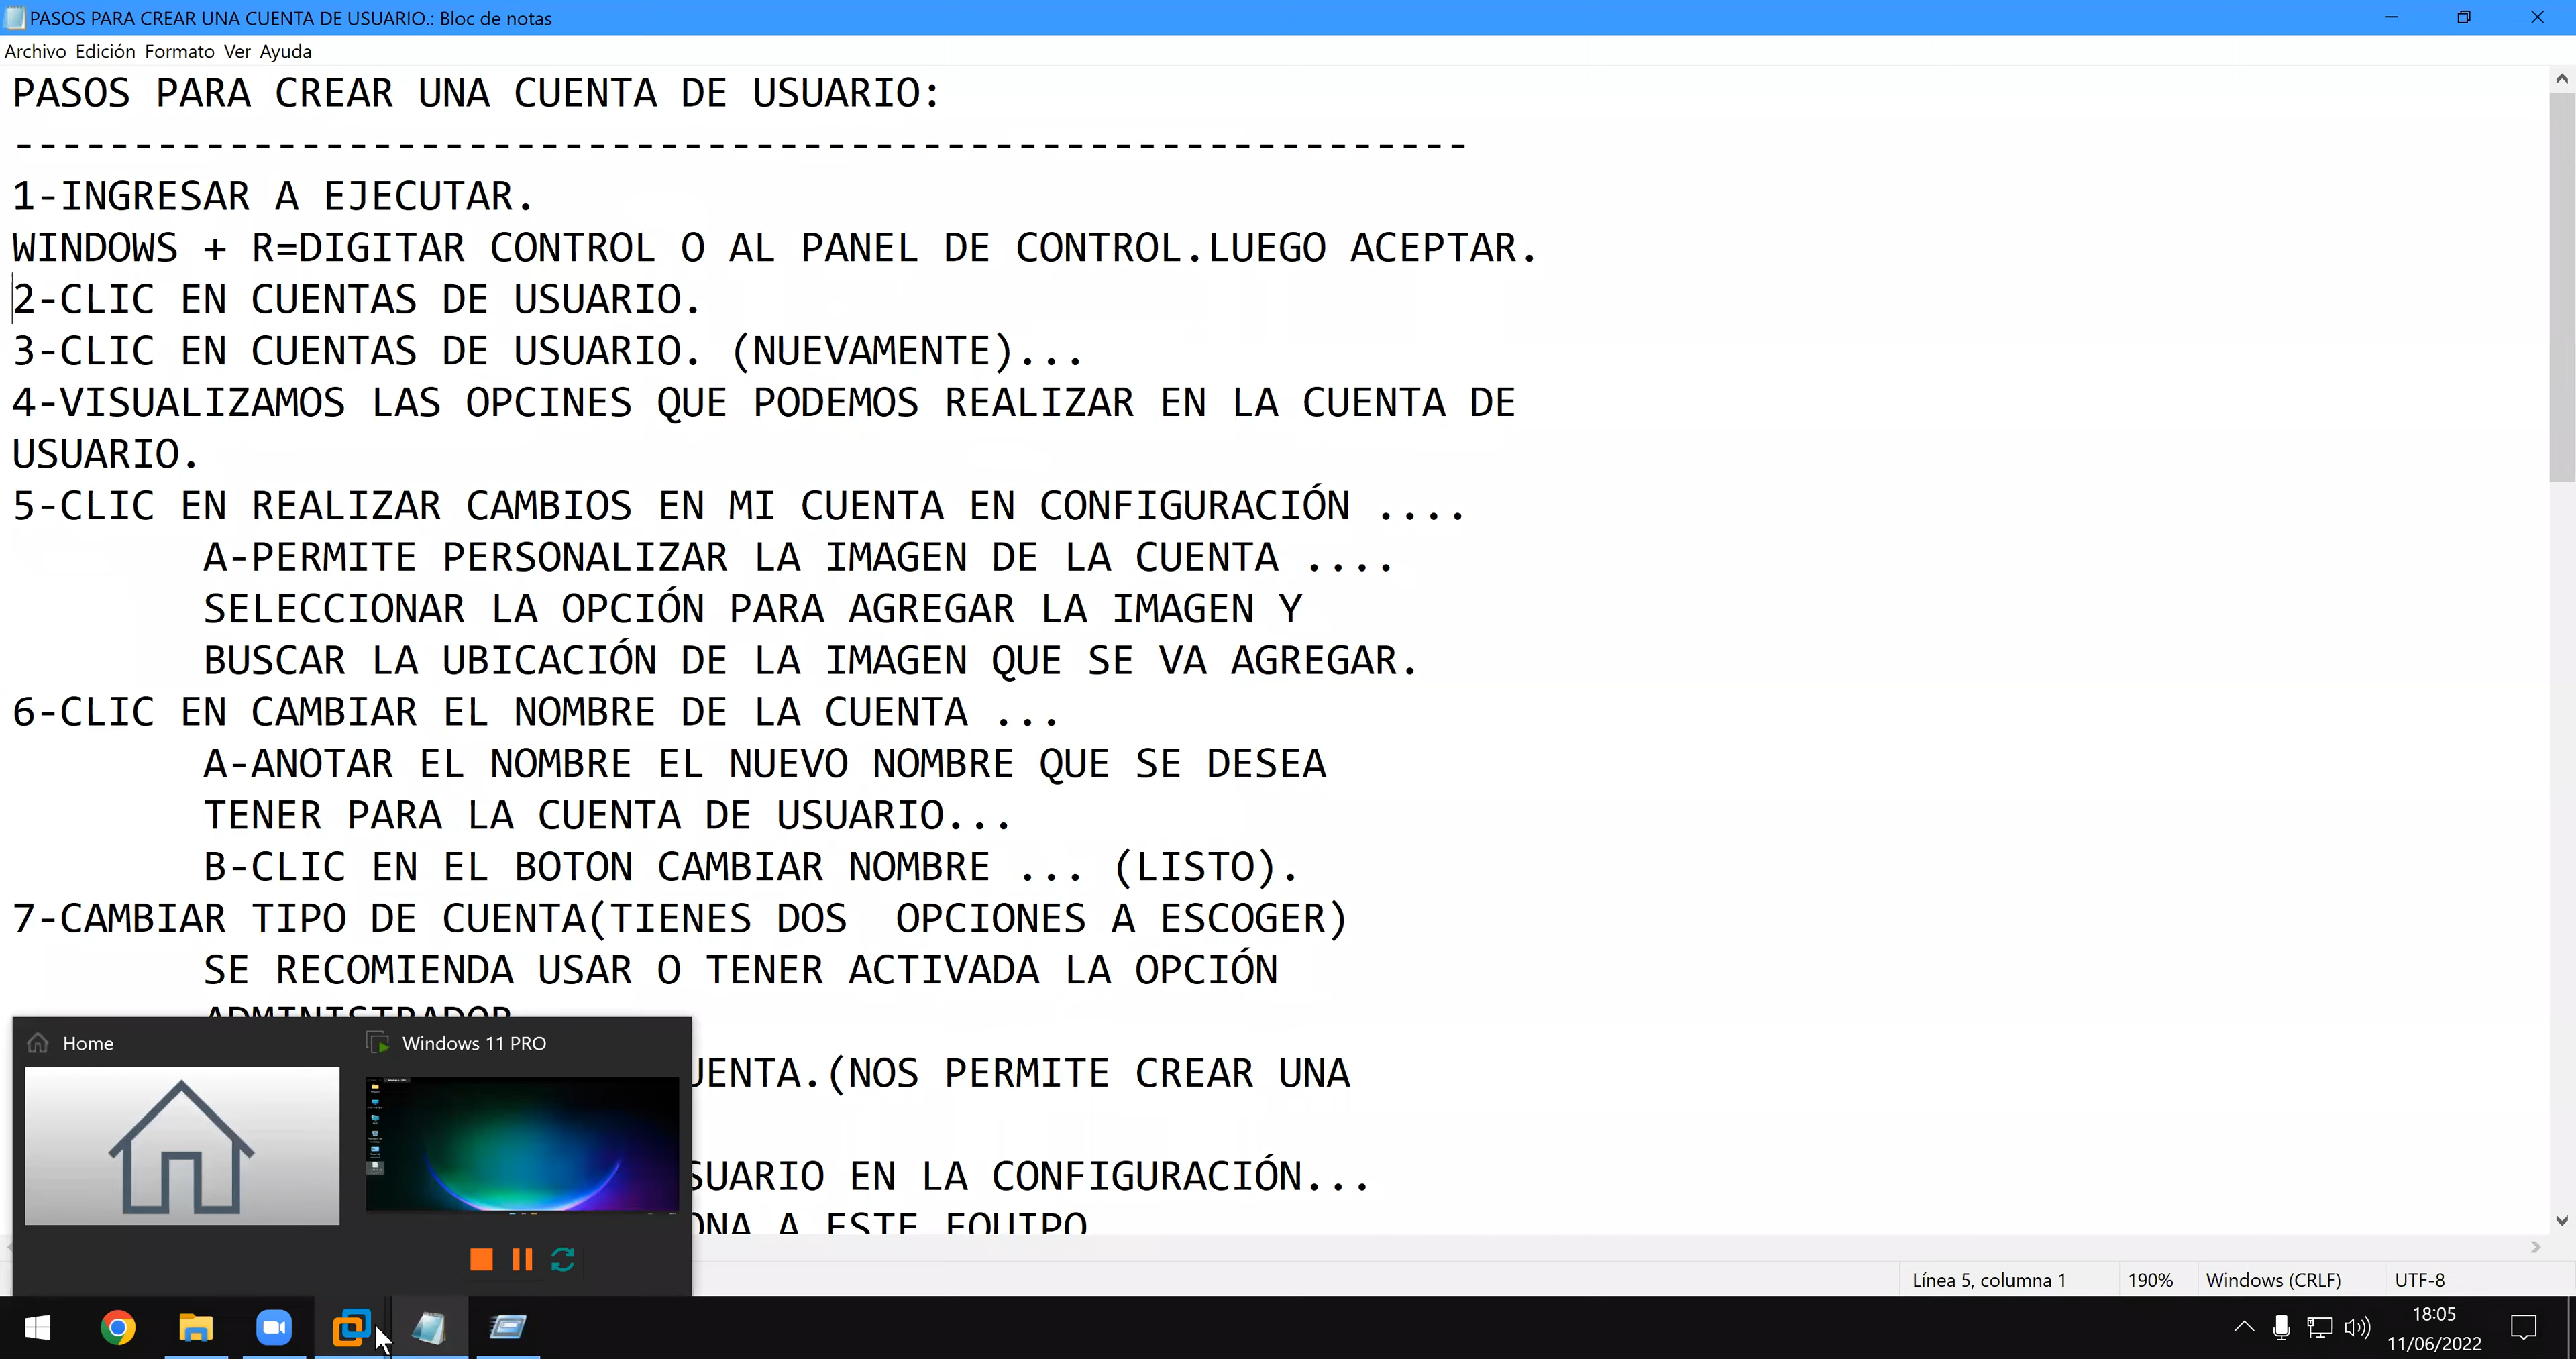 PASOS PARA CREAR UNA CUENTA DE USUARIO.: Bloc de notas
Archivo Edición Formato Ver Ayuda
PASOS PARA CREAR UNA CUENTA DE USUARIO:
-------------------------------------------------------------
1-INGRESAR A EJECUTAR.
WINDOWS + R=DIGITAR CONTROL O AL PANEL DE CONTROL.LUEGO ACEPTAR.
2-CLIC EN CUENTAS DE USUARIO.
3-CLIC EN CUENTAS DE USUARIO. (NUEVAMENTE)...
4-VISUALIZAMOS LAS OPCINES QUE PODEMOS REALIZAR EN LA CUENTA DE
USUARIO.
5-CLIC EN REALIZAR CAMBIOS EN MI CUENTA EN CONFIGURACIÓN ....
A-PERMITE PERSONALIZAR LA IMAGEN DE LA CUENTA ....
SELECCIONAR LA OPCIÓN PARA AGREGAR LA IMAGEN Y
BUSCAR LA UBICACIÓN DE LA IMAGEN QUE SE VA AGREGAR.
6-CLIC EN CAMBIAR EL NOMBRE DE LA CUENTA ...
A-ANOTAR EL NOMBRE EL NUEVO NOMBRE QUE SE DESEA
TENER PARA LA CUENTA DE USUARIO...
B-CLIC EN EL BOTON CAMBIAR NOMBRE ... (LISTO).
7-CAMBIAR TIPO DE CUENTA(TIENES DOS  OPCIONES A ESCOGER)
SE RECOMIENDA USAR O TENER ACTIVADA LA OPCIÓN
ADMINISTRADOR
Home
Windows 11 PRO
UENTA.(NOS PERMITE CREAR UNA
SUARIO EN LA CONFIGURACIÓN...
ONA A ESTE EQUIPO
Línea 5, columna 1
190%
Windows (CRLF)
UTF-8
18:05
11/06/2022